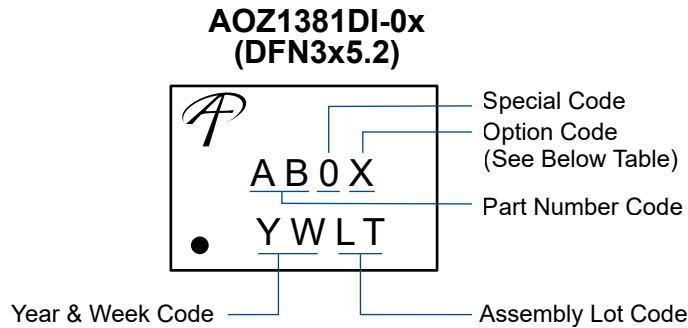 AOZ1381DI-0x
(DFN3x5.2)
Special Code
Option Code
(See Below Table)
AB0X
Part Number Code
YWLT
Year & Week Code
Assembly Lot Code